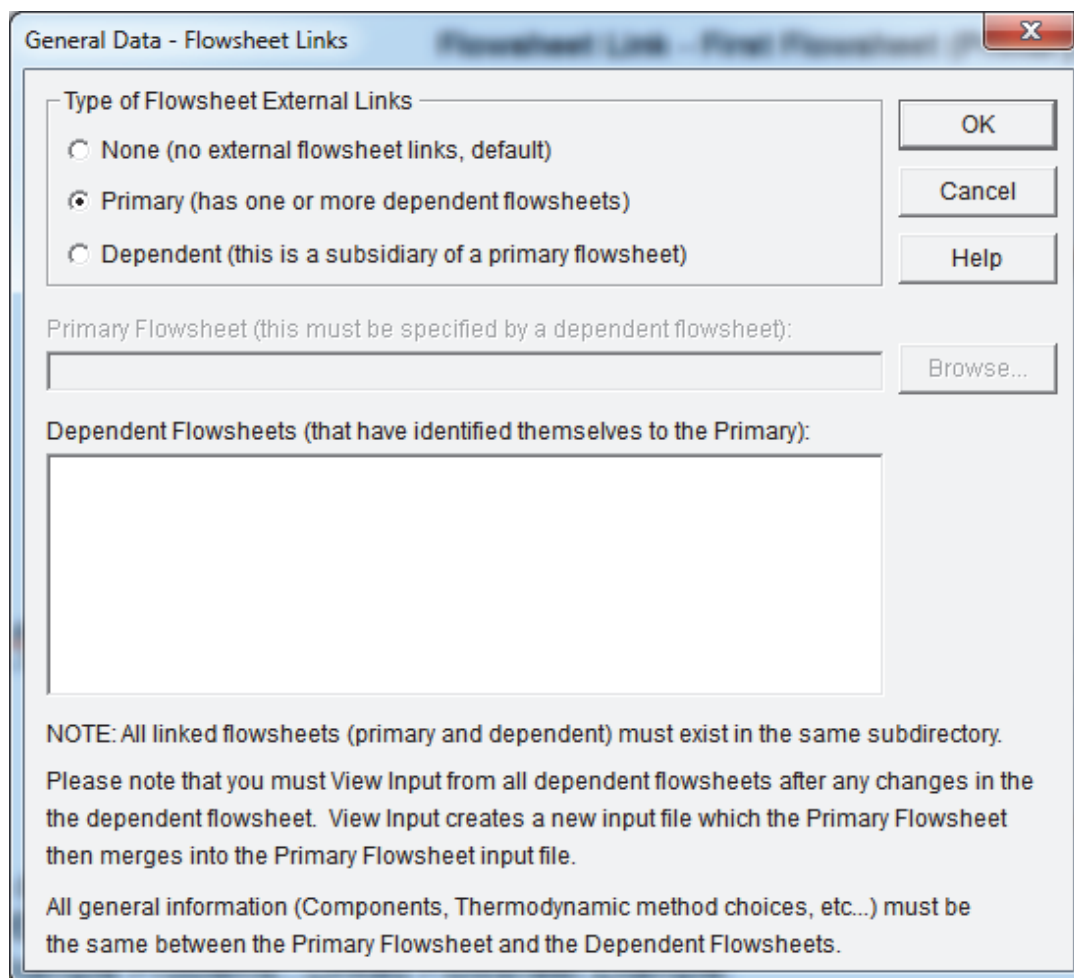 General Data - Flowsheet Links
Flowsheet Link - First Flowsheet
Type of Flowsheet External Links
OK
None (no external flowsheet links, default)
Primary (has one or more dependent flowsheets)
Cancel
Dependent (this is a subsidiary of a primary flowsheet)
Help
Primary Flowsheet (this must be specified by a dependent flowsheet):
Browse...
Dependent Flowsheets (that have identified themselves to the Primary):
NOTE: All linked flowsheets (primary and dependent) must exist in the same subdirectory.
Please note that you must View Input from all dependent flowsheets after any changes in the
the dependent flowsheet. View Input creates a new input file which the Primary Flowsheet
then merges into the Primary Flowsheet input file.
All general information (Components, Thermodynamic method choices, etc...) must be
the same between the Primary Flowsheet and the Dependent Flowsheets.